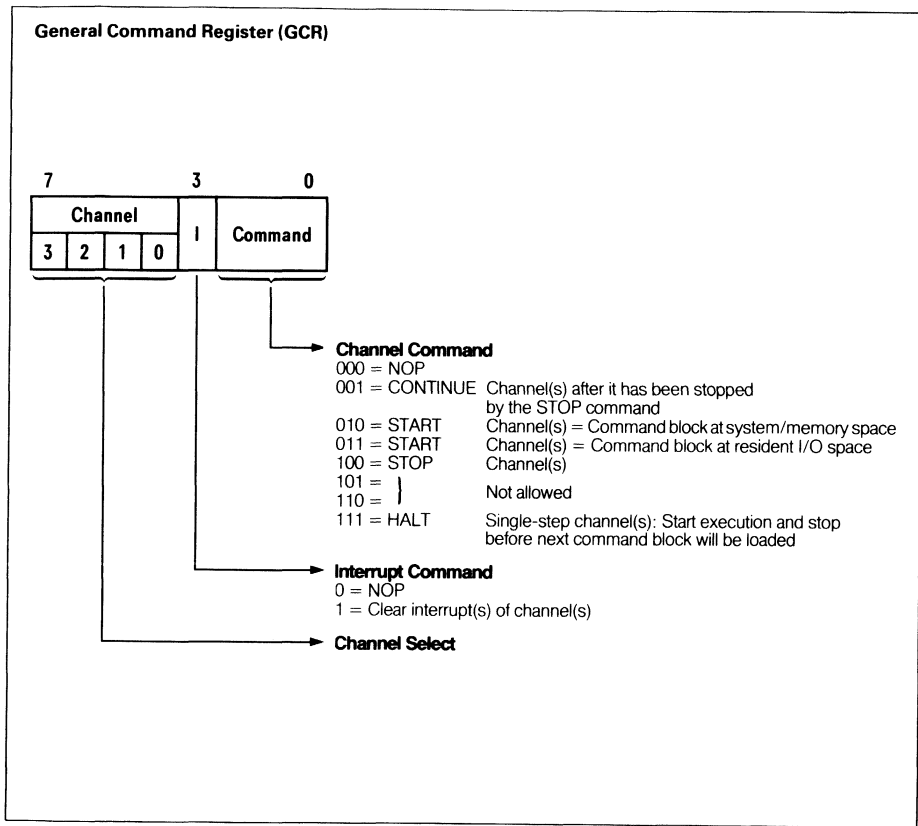 General Command Register (GCR)
7 3 0
Channel
3 2 1 0
I
Command
Channel Command
000 = NOP
001 = CONTINUE Channel(s) after it has been stopped
by the STOP command
010 = START Channel(s) = Command block at system/memory space
011 = START Channel(s) = Command block at resident I/O space
100 = STOP Channel(s)
101 =
110 = } Not allowed
111 = HALT Single-step channel(s): Start execution and stop
before next command block will be loaded
Interrupt Command
0 = NOP
1 = Clear interrupt(s) of channel(s)
Channel Select